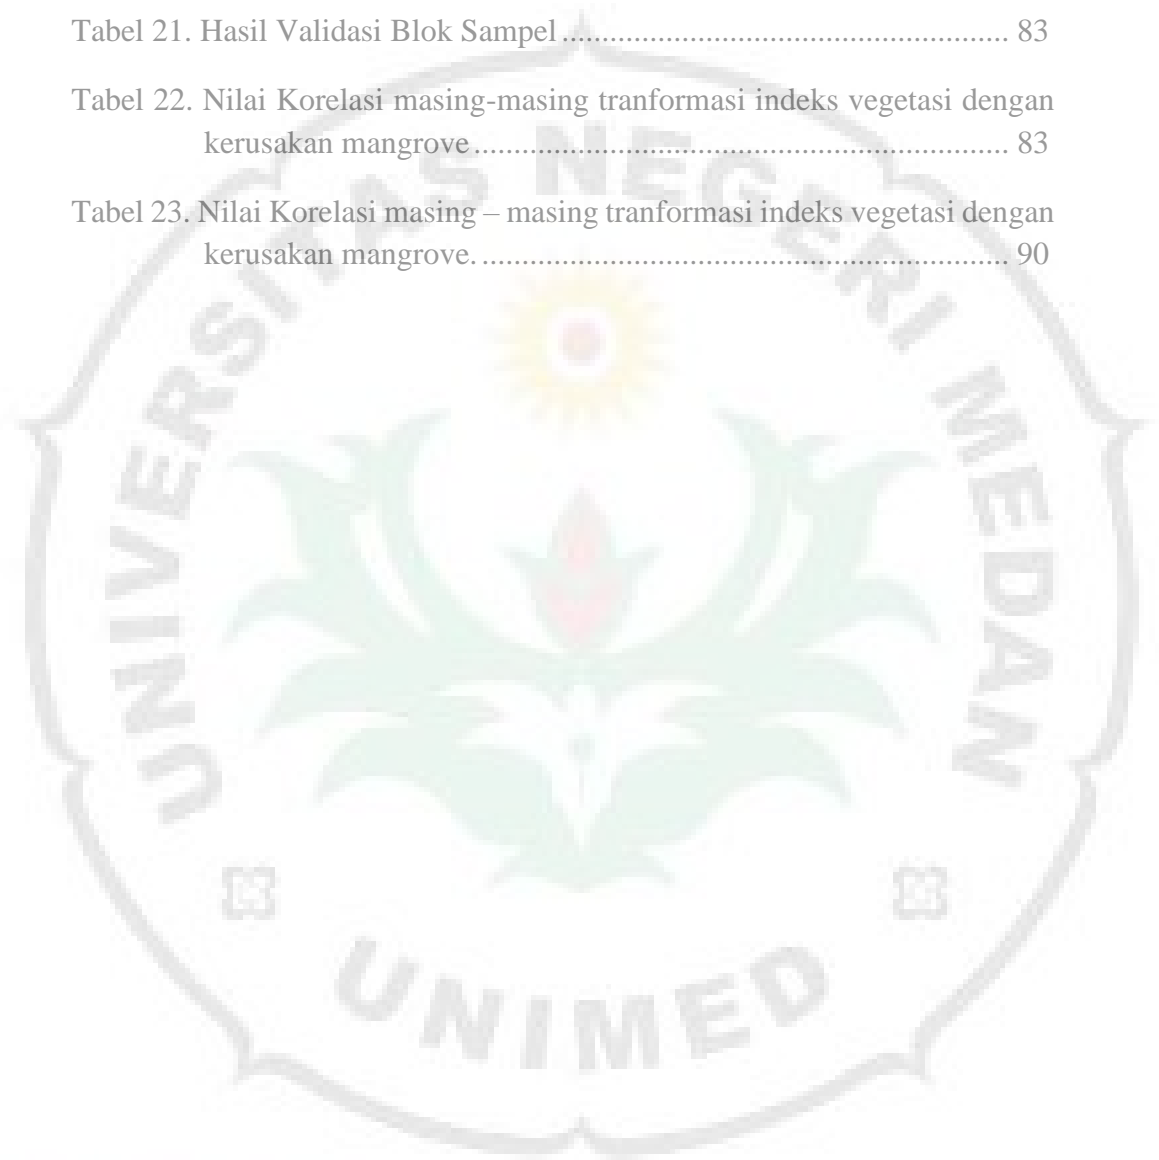 Tabel 21. Hasil Validasi Blok Sampel ........................................................ 83
Tabel 22. Nilai Korelasi masing-masing tranformasi indeks vegetasi dengan
kerusakan mangrove ................................................................... 83
Tabel 23. Nilai Korelasi masing – masing tranformasi indeks vegetasi dengan
kerusakan mangrove. .................................................................. 90
UNIVERSITAS NEGERI MEDAN
UNIMED